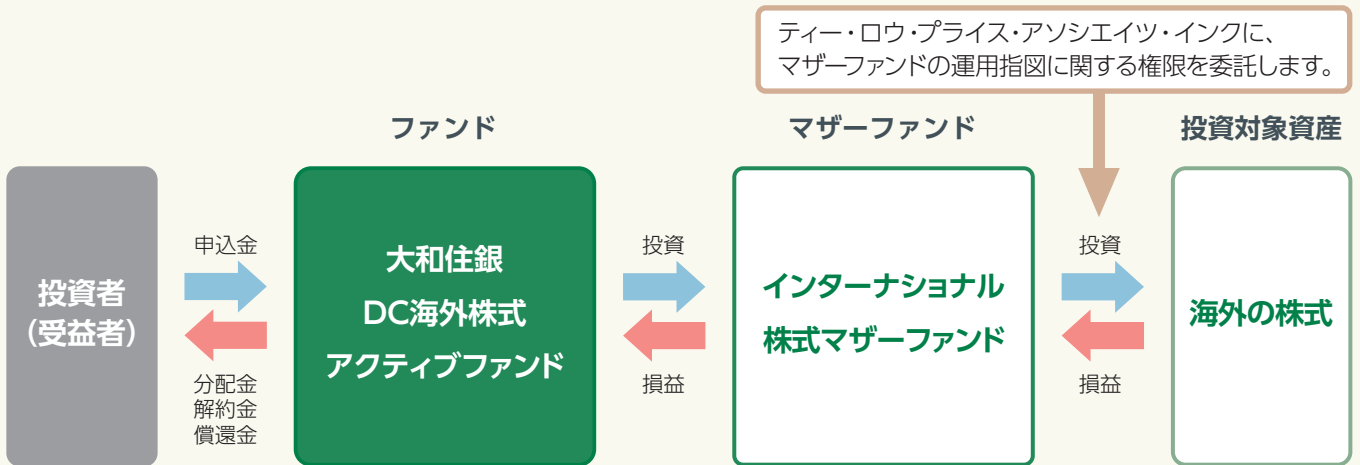 ティー・ロウ・プライス・アソシエイツ・インクに、
マザーファンドの運用指図に関する権限を委託します。
ファンド
マザーファンド
投資対象資産
投資者
(受益者)
申込金
分配金
解約金
償還金
大和住銀
DC海外株式
アクティブファンド
投資
損益
インターナショナル
株式マザーファンド
投資
損益
海外の株式